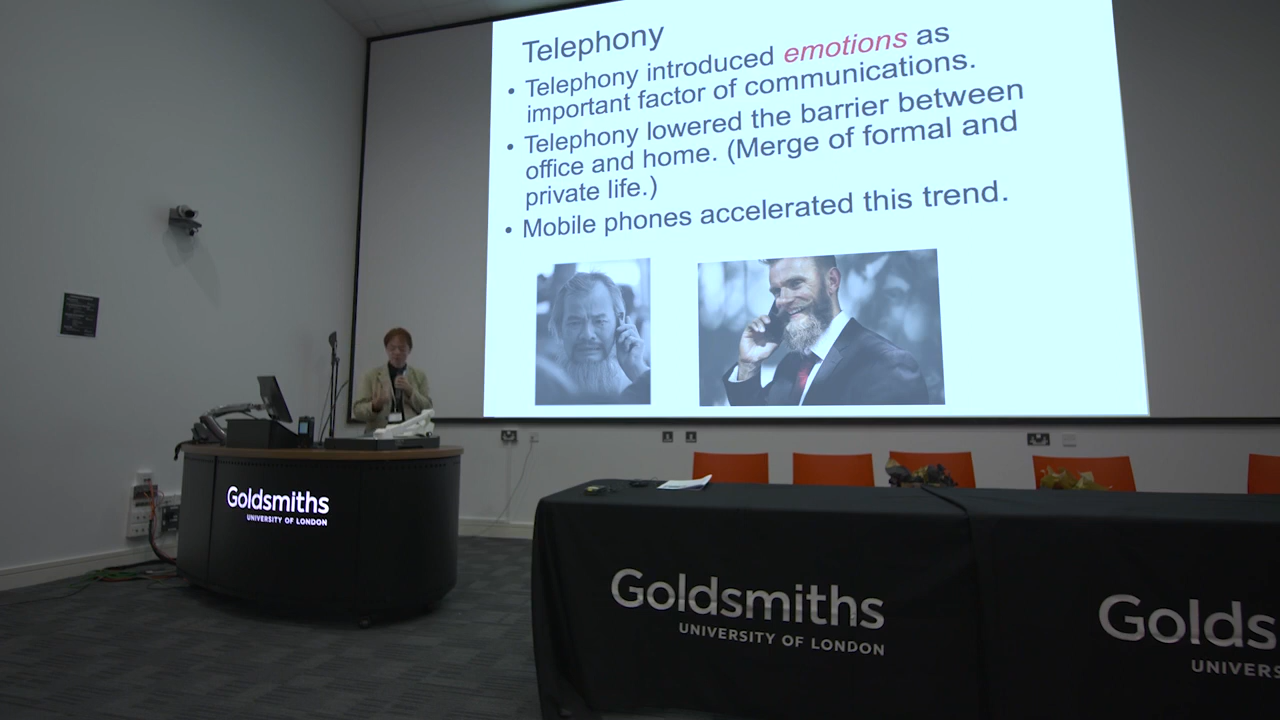 Telephony
• Telephony introduced emotions as
important factor of communications.
• Telephony lowered the barrier between
office and home. (Merge of formal and
private life.)
• Mobile phones accelerated this trend.
Goldsmiths
UNIVERSITY OF LONDON
Goldsmiths
UNIVERSITY OF LONDON
Golds
UNIVERS